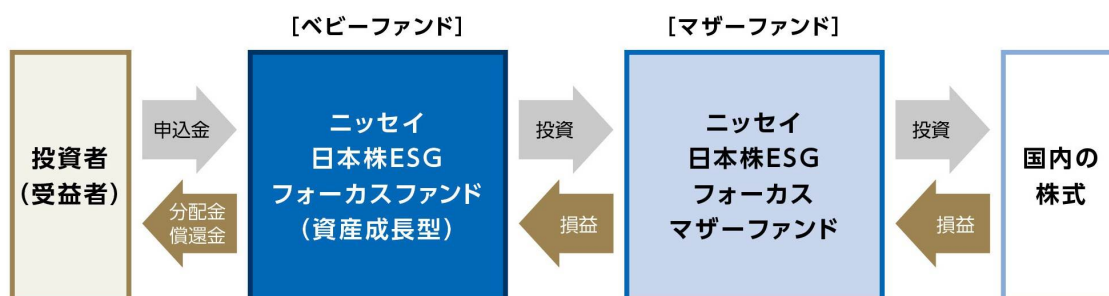 [ベビーファンド]
[マザーファンド]
投資者
(受益者)
申込金
分配金
償還金
ニッセイ
日本株ESG
フォーカスファンド
(資産成長型)
投資
損益
ニッセイ
日本株ESG
フォーカス
マザーファンド
投資
損益
国内の
株式